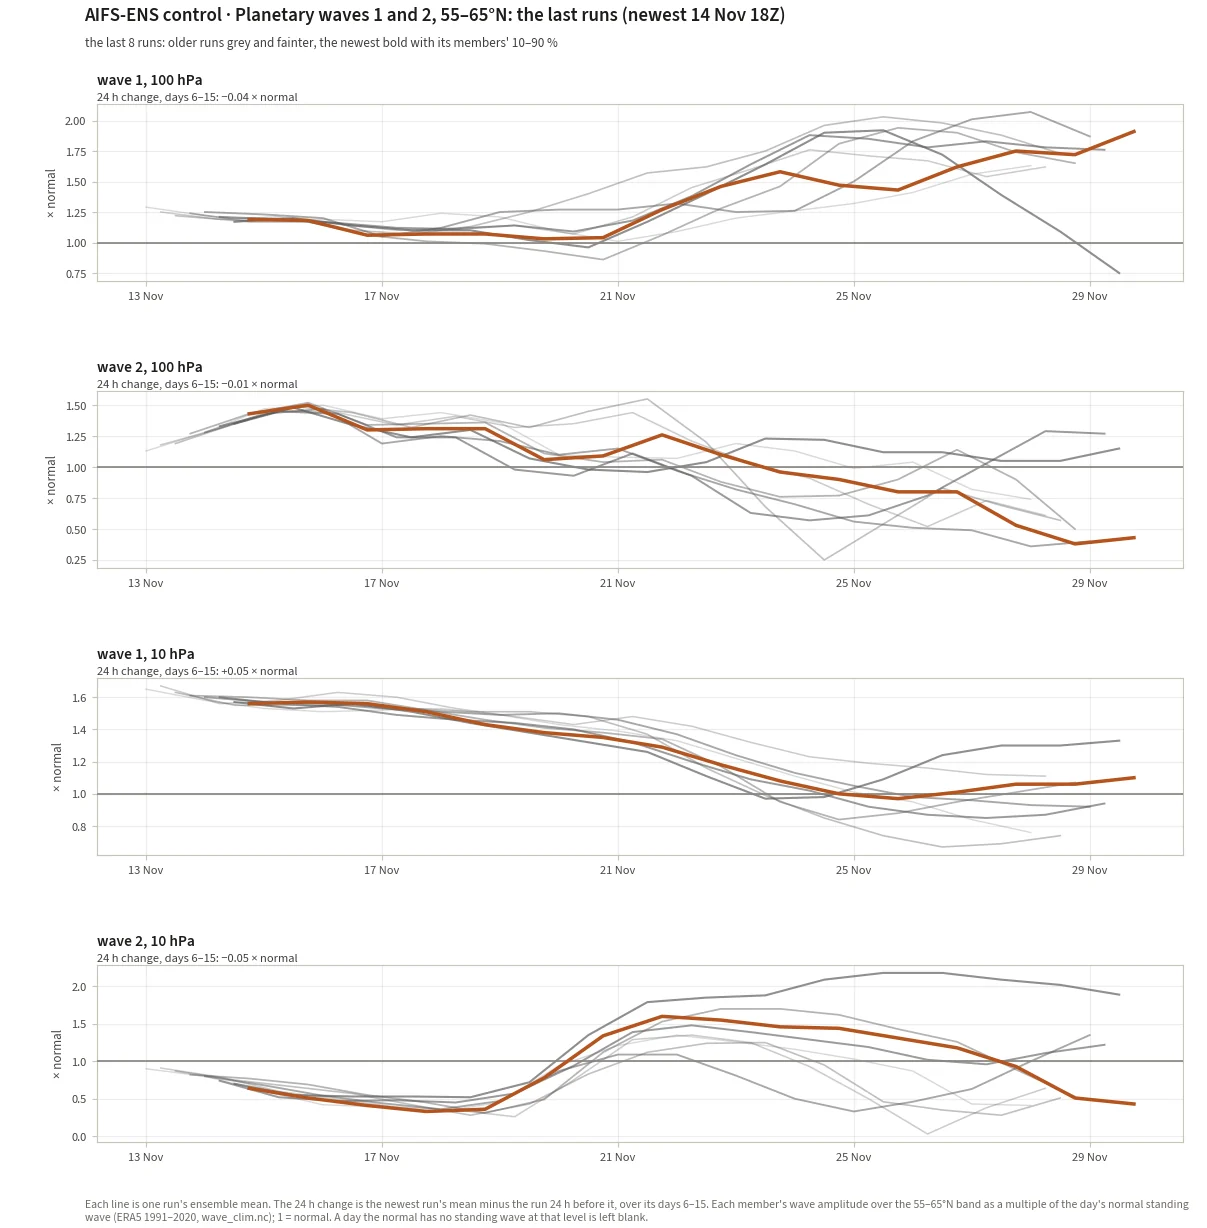 AIFS-ENS control · Planetary waves 1 and 2, 55–65°N: the last runs (newest 14 Nov 18Z)
the last 8 runs: older runs grey and fainter, the newest bold with its members' 10–90 %
wave 1, 100 hPa
24 h change, days 6–15: −0.04 × normal
2.00
1.75
1.50
1.25
1.00
0.75
× normal
13 Nov 17 Nov 21 Nov 25 Nov 29 Nov
wave 2, 100 hPa
24 h change, days 6–15: −0.01 × normal
1.50
1.25
1.00
0.75
0.50
0.25
× normal
13 Nov 17 Nov 21 Nov 25 Nov 29 Nov
wave 1, 10 hPa
24 h change, days 6–15: +0.05 × normal
1.6
1.4
1.2
1.0
0.8
× normal
13 Nov 17 Nov 21 Nov 25 Nov 29 Nov
wave 2, 10 hPa
24 h change, days 6–15: −0.05 × normal
2.0
1.5
1.0
0.5
0.0
× normal
13 Nov 17 Nov 21 Nov 25 Nov 29 Nov
Each line is one run's ensemble mean. The 24 h change is the newest run's mean minus the run 24 h before it, over its days 6–15. Each member's wave amplitude over the 55–65°N band as a multiple of the day's normal standing
wave (ERA5 1991–2020, wave_clim.nc); 1 = normal. A day the normal has no standing wave at that level is left blank.